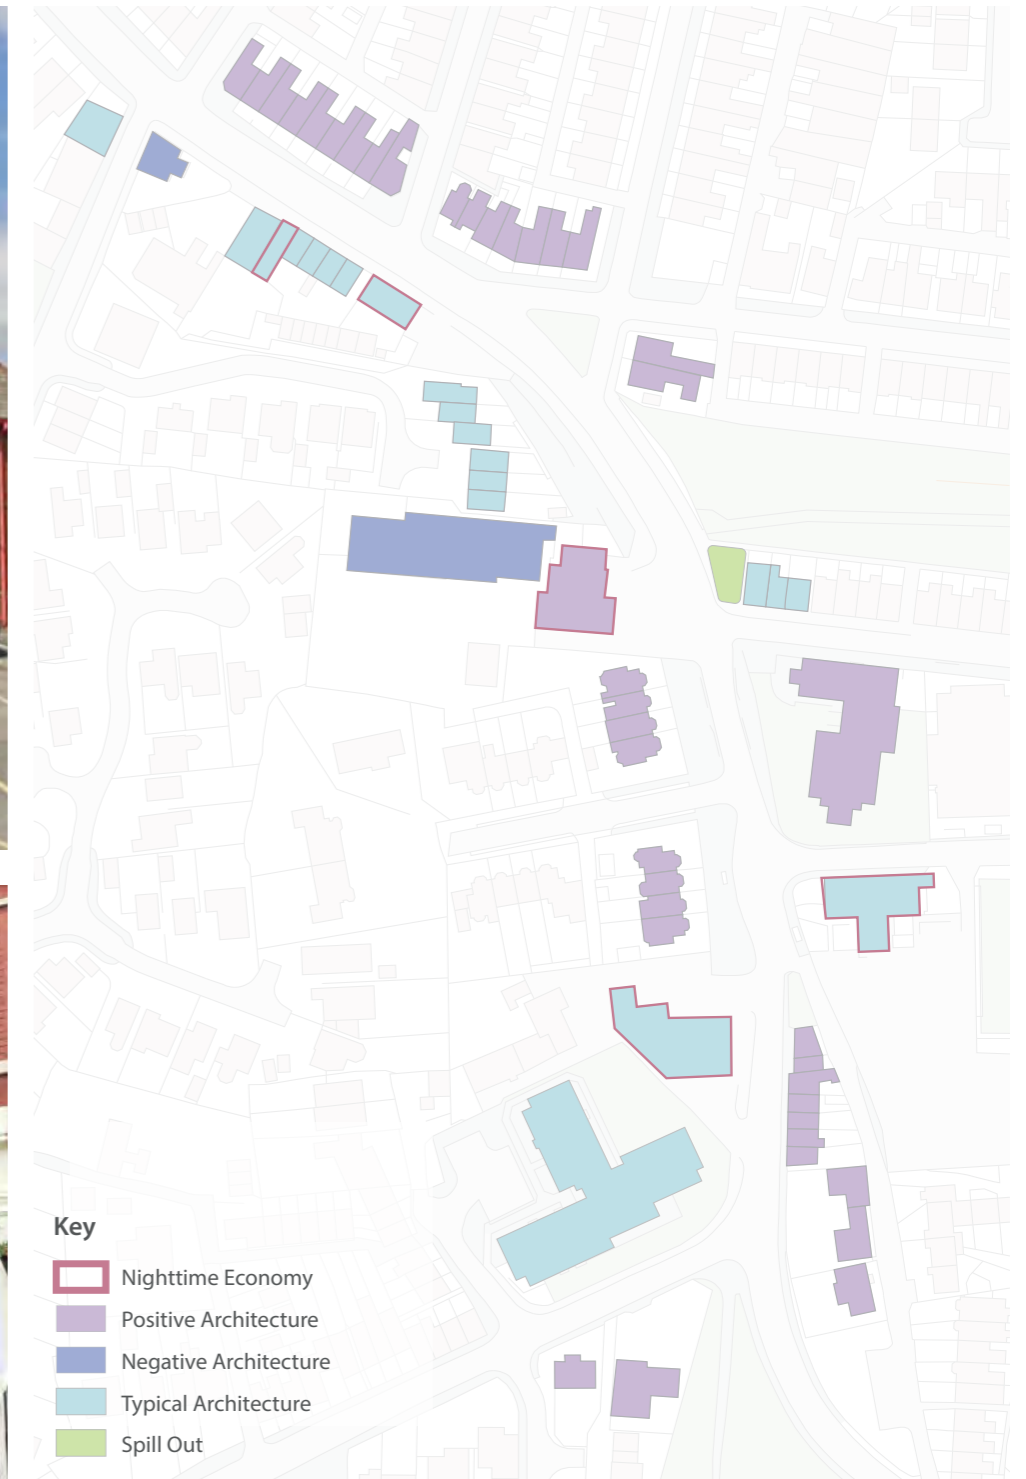 Key
Nighttime Economy
Positive Architecture
Negative Architecture
Typical Architecture
Spill Out